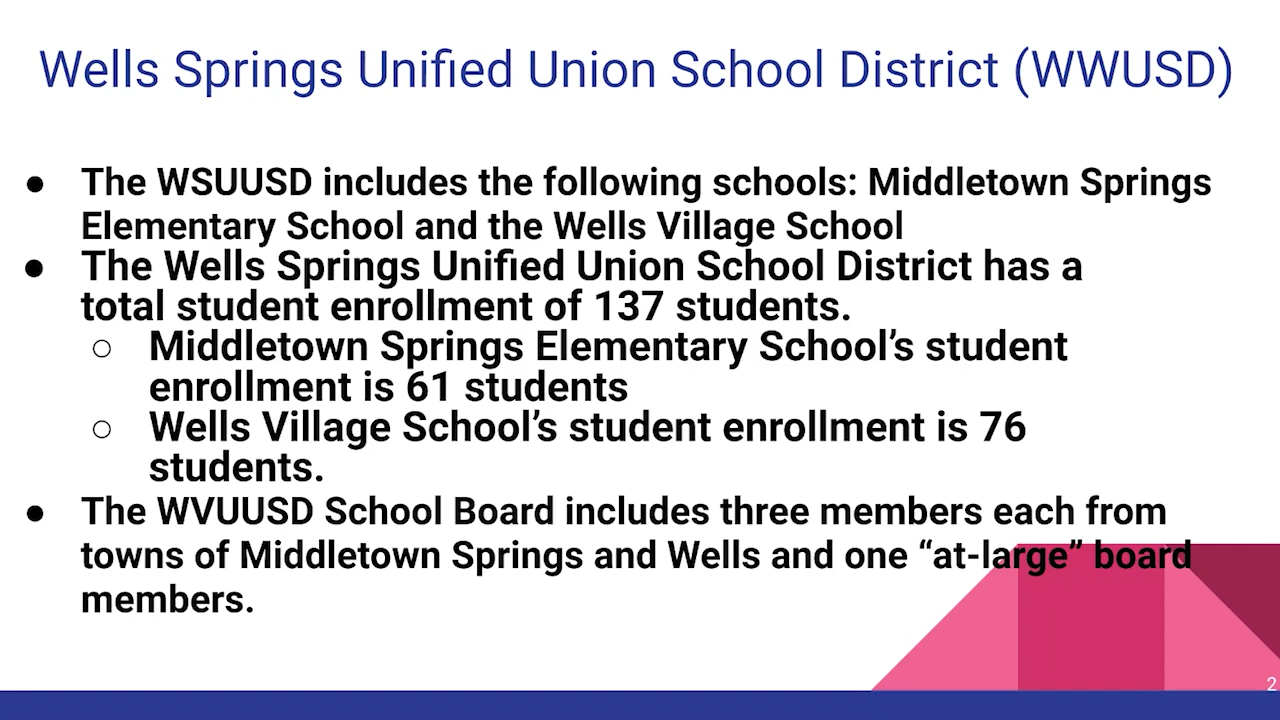 Wells Springs Unified Union School District (WWUSD)
● The WSUUSD includes the following schools: Middletown Springs
Elementary School and the Wells Village School
● The Wells Springs Unified Union School District has a
total student enrollment of 137 students.
○ Middletown Springs Elementary School’s student
enrollment is 61 students
○ Wells Village School’s student enrollment is 76
students.
● The WVUUSD School Board includes three members each from
towns of Middletown Springs and Wells and one “at-large” board
members.
2